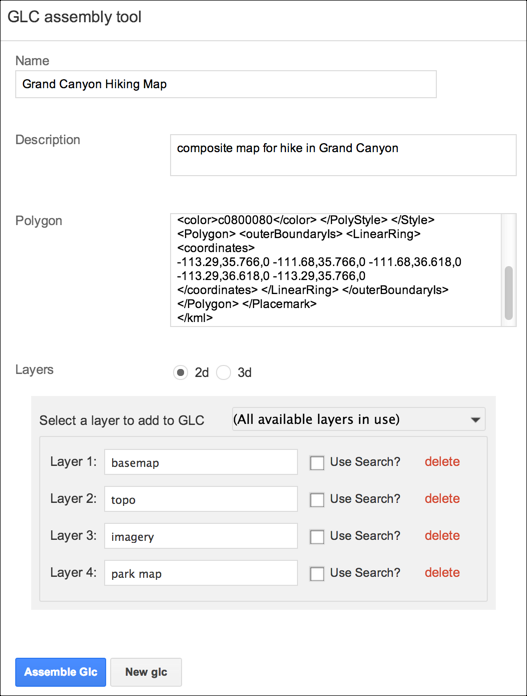 GLC assembly tool
Name
Grand Canyon Hiking Map
Description
composite map for hike in Grand Canyon
Polygon
<color>c0800080</color> </PolyStyle> </Style>
<Polygon> <outerBoundaryIs> <LinearRing>
<coordinates>
-113.29,35.766,0 -111.68,35.766,0 -111.68,36.618,0
-113.29,36.618,0 -113.29,35.766,0
</coordinates> </LinearRing> </outerBoundaryIs>
</Polygon> </Placemark>
</kml>
Layers 2d 3d
Select a layer to add to GLC (All available layers in use)
Layer 1: basemap Use Search? delete
Layer 2: topo Use Search? delete
Layer 3: imagery Use Search? delete
Layer 4: park map Use Search? delete
Assemble Glc New glc